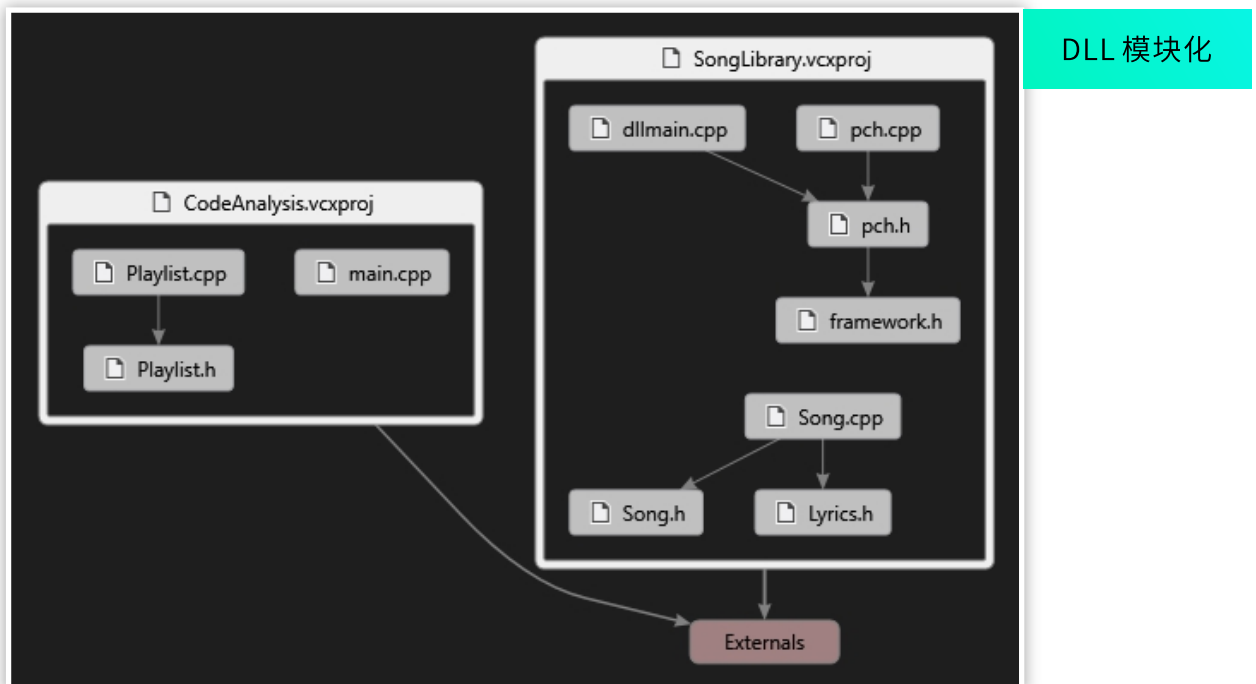 DLL 模块化
SongLibrary.vcxproj
dllmain.cpp
pch.cpp
pch.h
framework.h
Song.cpp
Song.h
Lyrics.h
CodeAnalysis.vcxproj
Playlist.cpp
main.cpp
Playlist.h
Externals